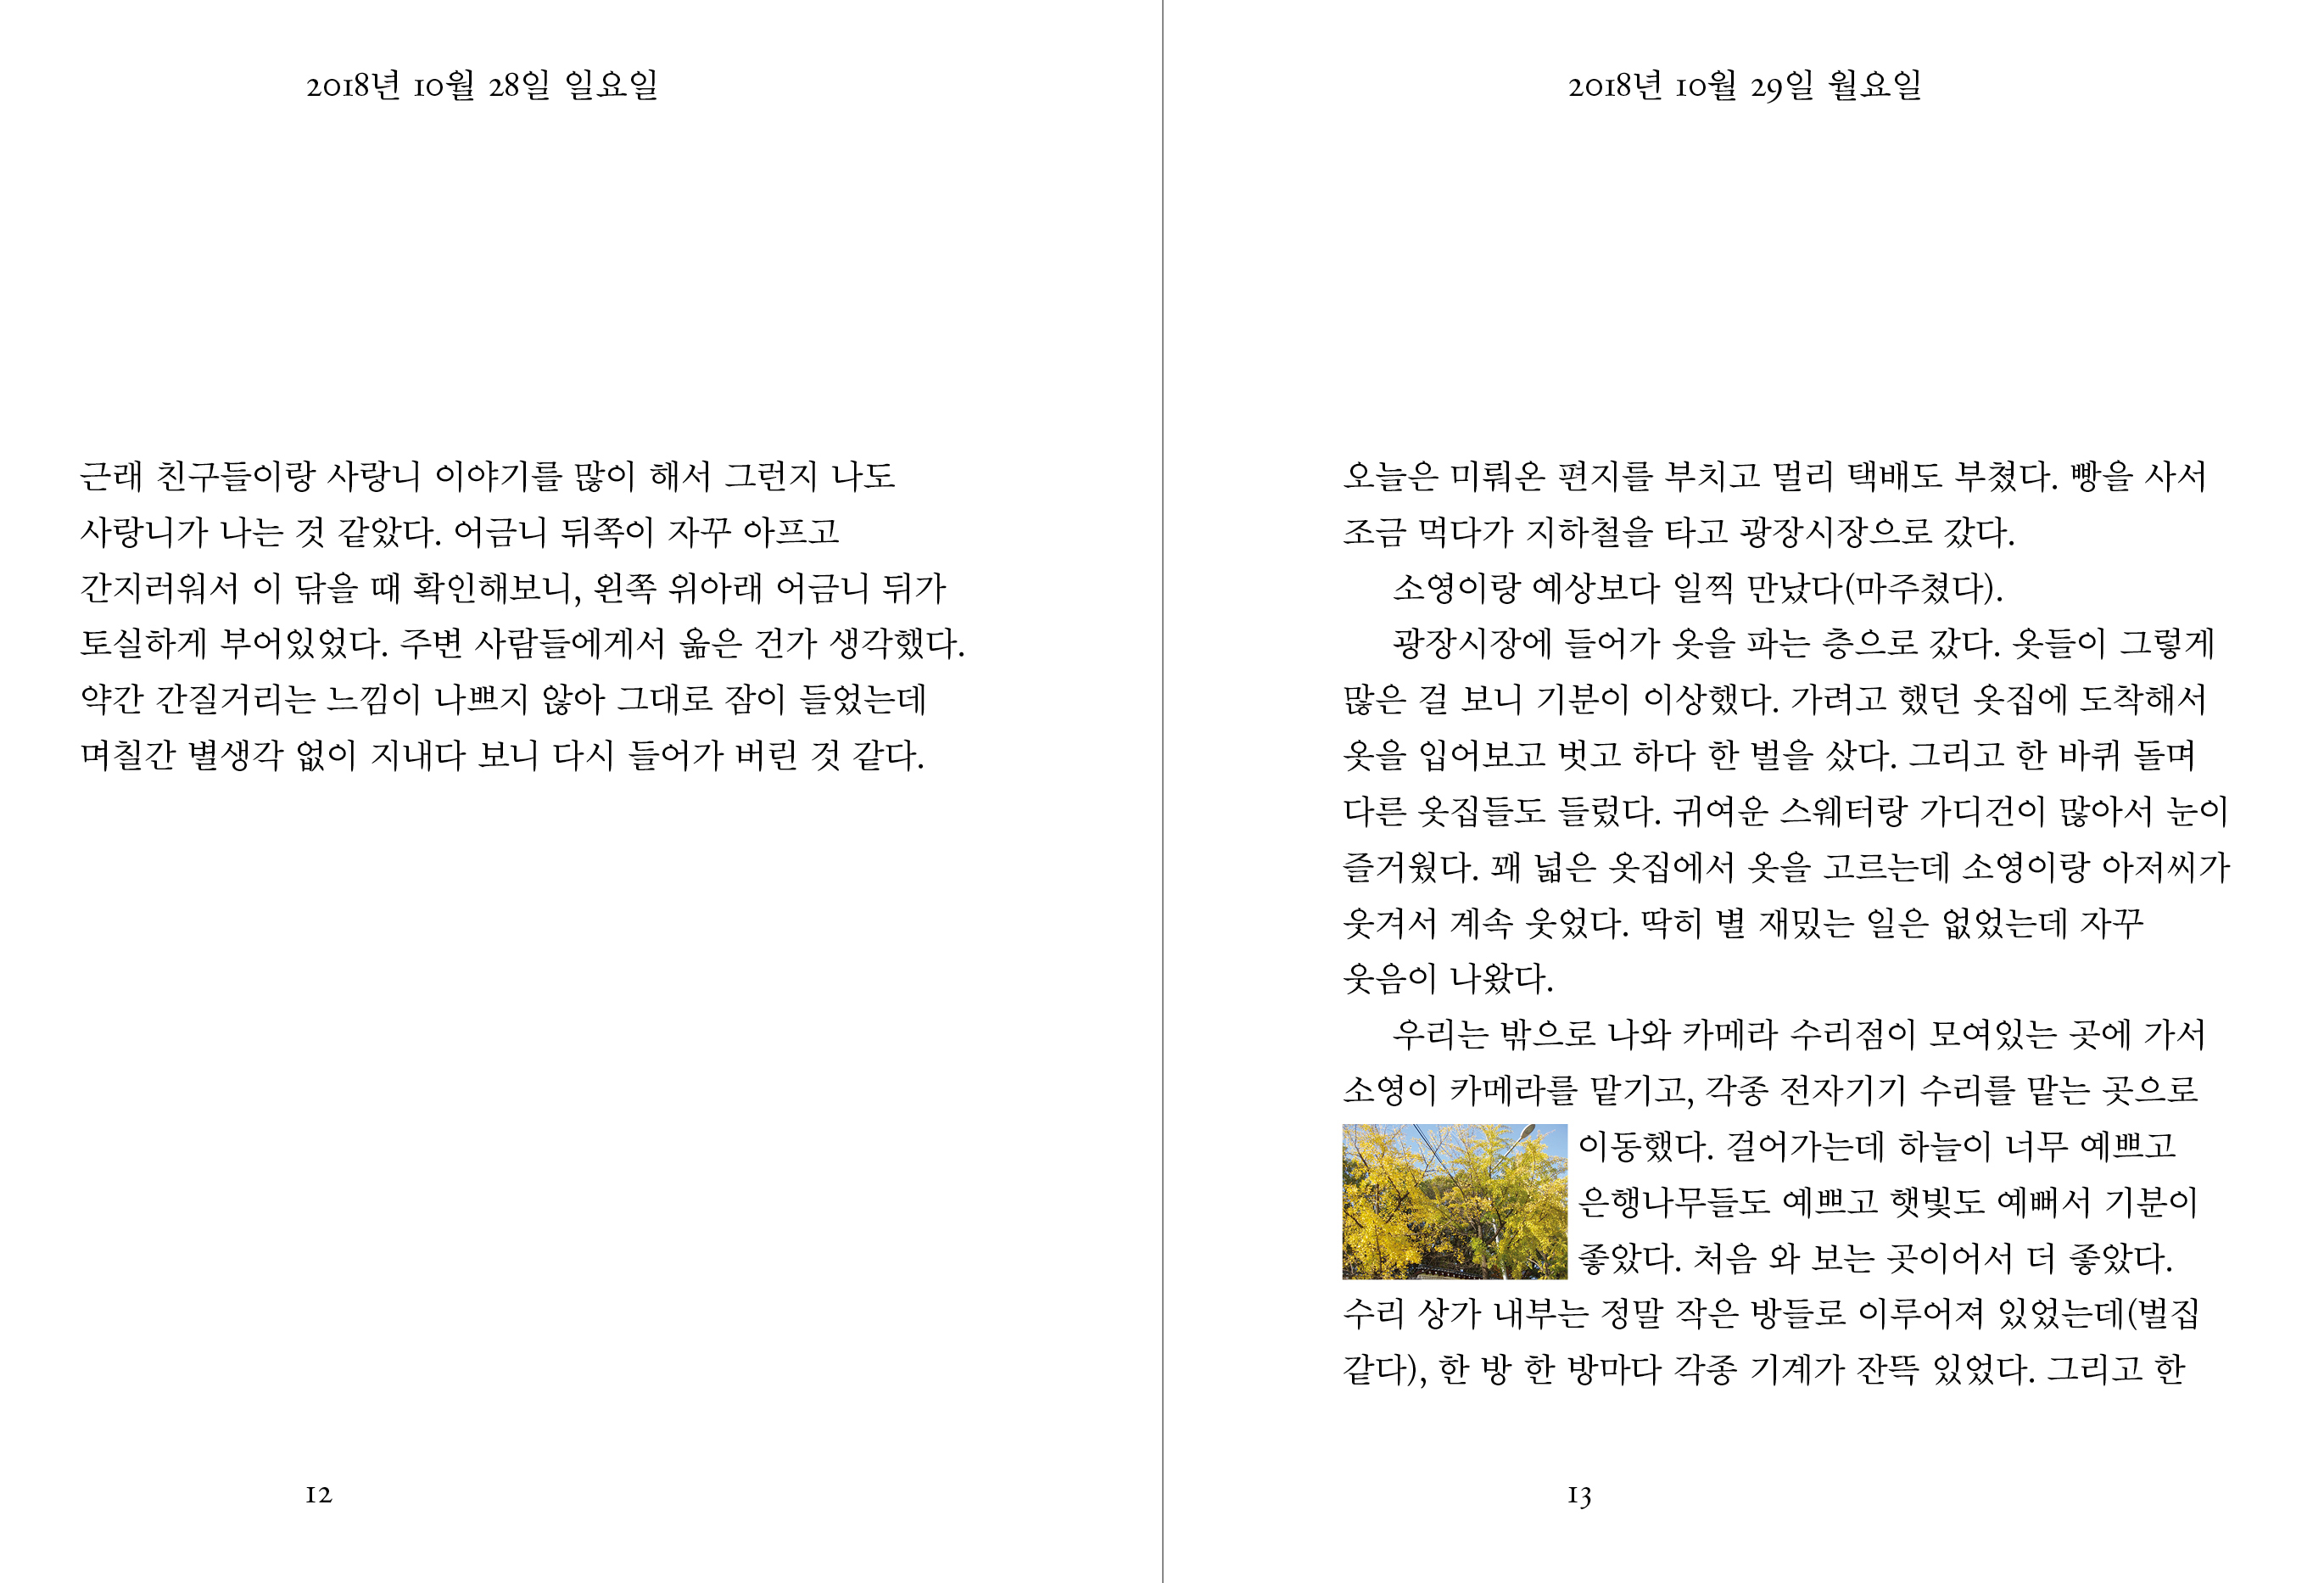 2018년 10월 28일 일요일
근래 친구들이랑 사랑니 이야기를 많이 해서 그런지 나도
사랑니가 나는 것 같았다. 어금니 뒤쪽이 자꾸 아프고
간지러워서 이 닦을 때 확인해보니, 왼쪽 위아래 어금니 뒤가
토실하게 부어있었다. 주변 사람들에게서 옮은 건가 생각했다.
약간 간질거리는 느낌이 나쁘지 않아 그대로 잠이 들었는데
며칠간 별생각 없이 지내다 보니 다시 들어가 버린 것 같다.
12
2018년 10월 29일 월요일
오늘은 미뤄온 편지를 부치고 멀리 택배도 부쳤다. 빵을 사서
조금 먹다가 지하철을 타고 광장시장으로 갔다.
소영이랑 예상보다 일찍 만났다(마주쳤다).
광장시장에 들어가 옷을 파는 층으로 갔다. 옷들이 그렇게
많은 걸 보니 기분이 이상했다. 가려고 했던 옷집에 도착해서
옷을 입어보고 벗고 하다 한 벌을 샀다. 그리고 한 바퀴 돌며
다른 옷집들도 들렀다. 귀여운 스웨터랑 가디건이 많아서 눈이
즐거웠다. 꽤 넓은 옷집에서 옷을 고르는데 소영이랑 아저씨가
웃겨서 계속 웃었다. 딱히 별 재밌는 일은 없었는데 자꾸
웃음이 나왔다.
우리는 밖으로 나와 카메라 수리점이 모여있는 곳에 가서
소영이 카메라를 맡기고, 각종 전자기기 수리를 맡는 곳으로
이동했다. 걸어가는데 하늘이 너무 예쁘고
은행나무들도 예쁘고 햇빛도 예뻐서 기분이
좋았다. 처음 와 보는 곳이어서 더 좋았다.
수리 상가 내부는 정말 작은 방들로 이루어져 있었는데(벌집
같다), 한 방 한 방마다 각종 기계가 잔뜩 있었다. 그리고 한
13